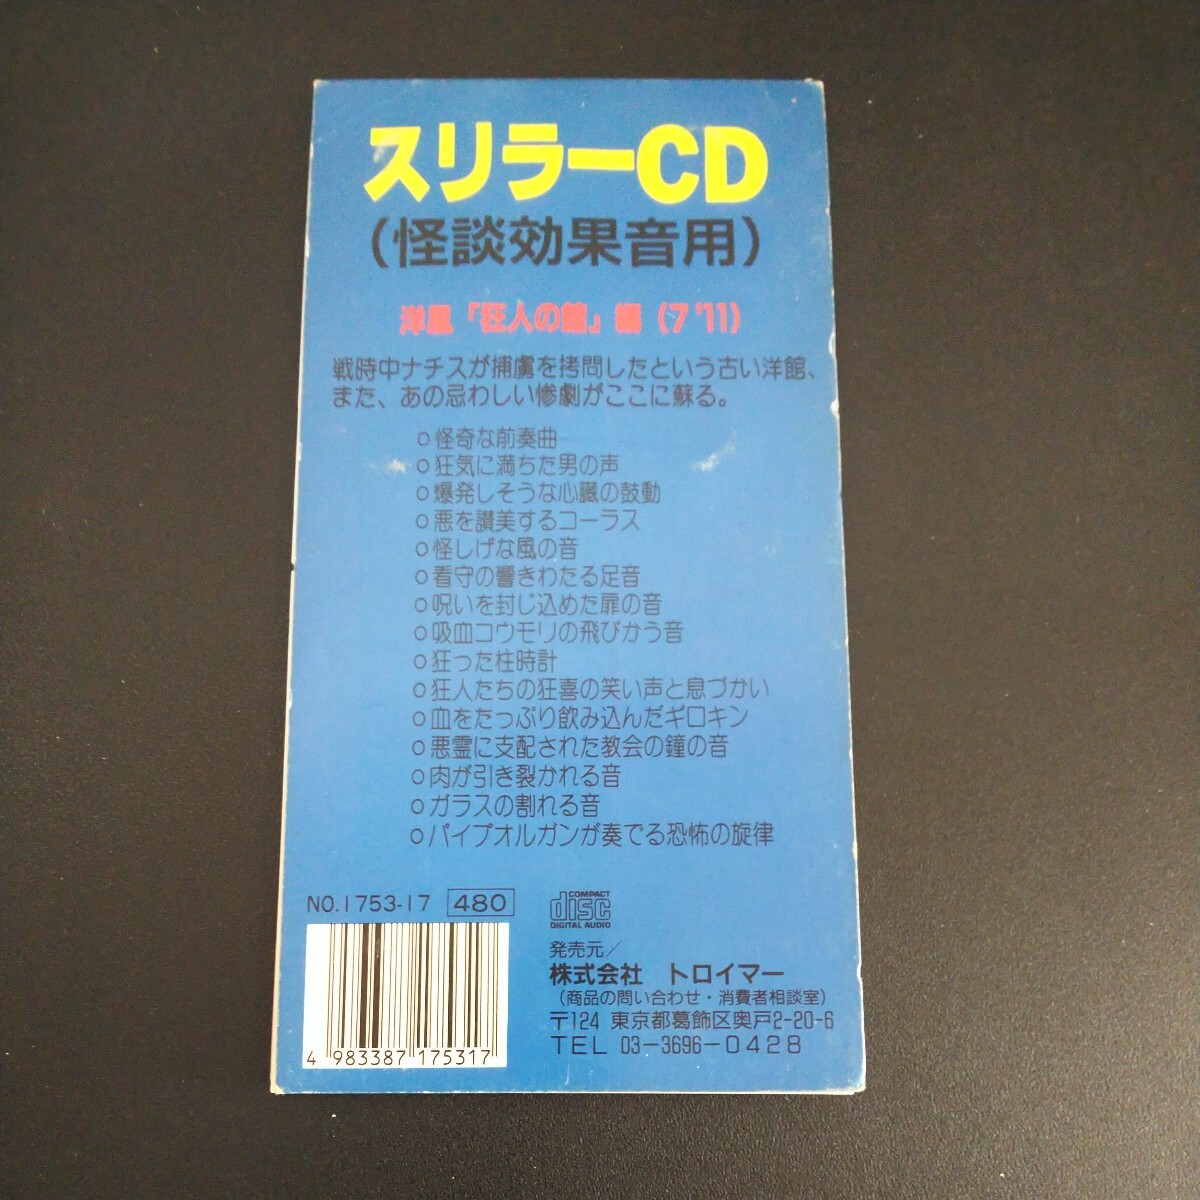 スリラーCD
(怪談効果音用)
洋風「狂人の館」編 (7'11)
戦時中ナチスが捕虜を拷問したという古い洋館、
また、あの忌わしい惨劇がここに蘇る。
○怪奇な前奏曲
○狂気に満ちた男の声
○爆発しそうな心臓の鼓動
○悪を讃美するコーラス
○怪しげな風の音
○看守の響きわたる足音
○呪いを封じ込めた扉の音
○吸血コウモリの飛びかう音
○狂った柱時計
○狂人たちの狂喜の笑い声と息づかい
○血をたっぷり飲み込んだギロキン
○悪霊に支配された教会の鐘の音
○肉が引き裂かれる音
○ガラスの割れる音
○パイプオルガンが奏でる恐怖の旋律
NO.1753-17 480
COMPACT
disc
DIGITAL AUDIO
発売元/
株式会社 トロイマー
(商品の問い合わせ・消費者相談室)
〒124 東京都葛飾区奥戸2-20-6
TEL 03-3696-0428
4 983387 175317